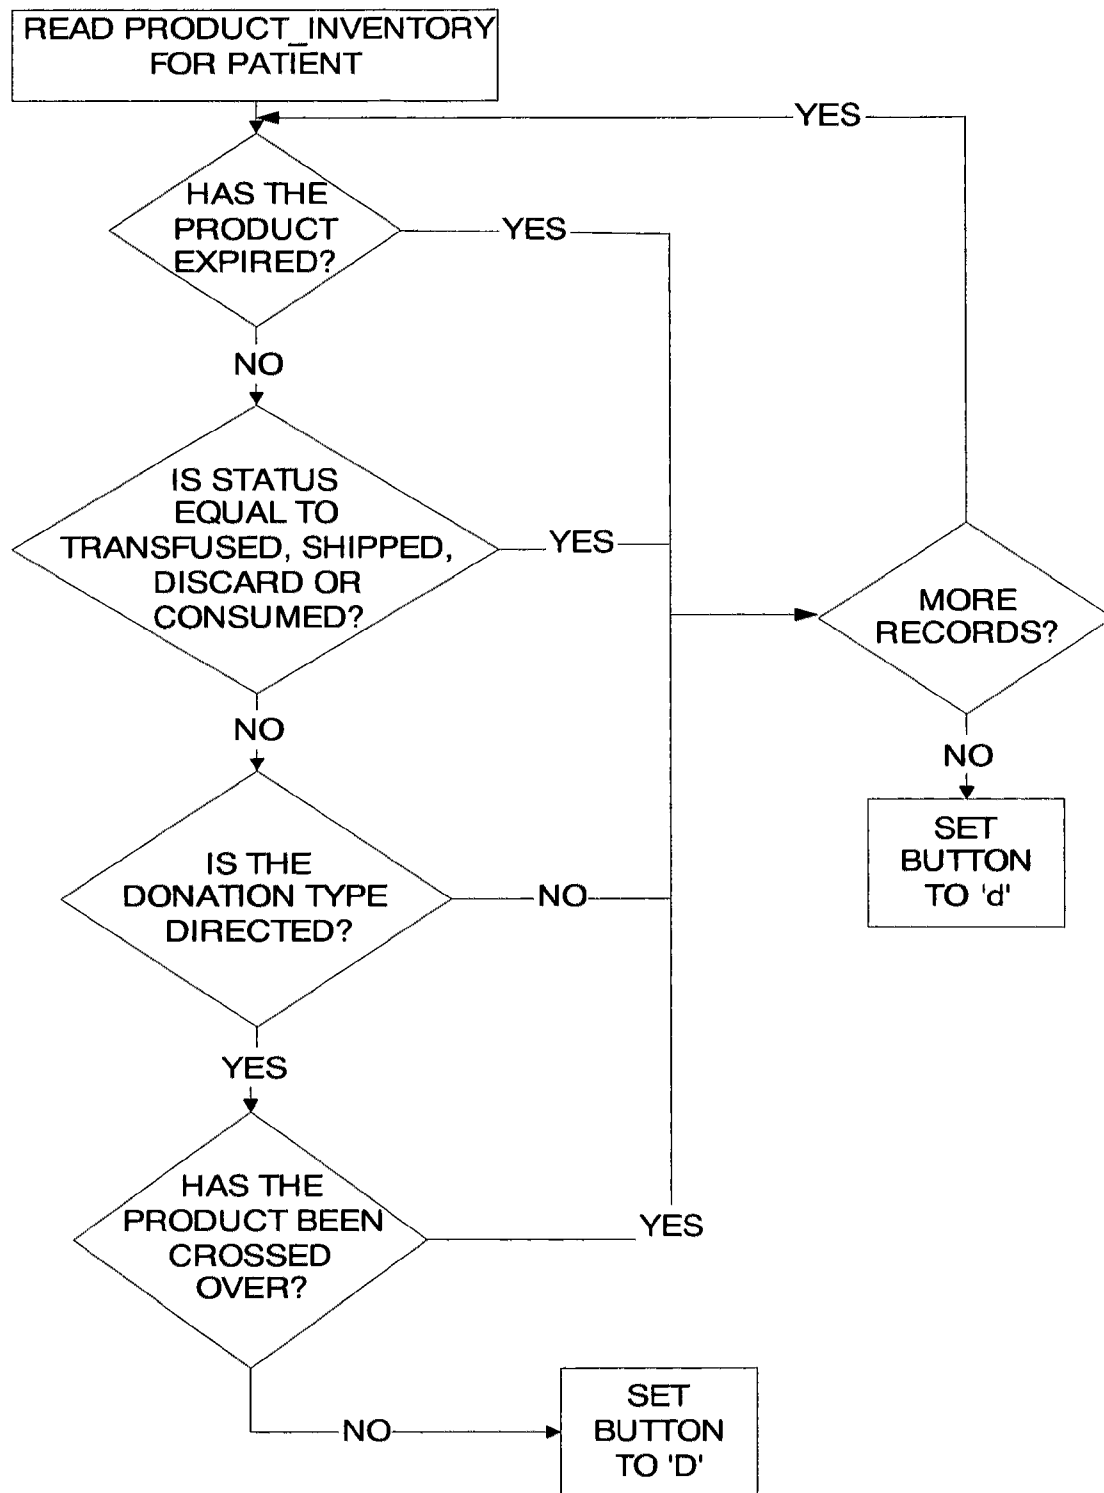 READ PRODUCT_INVENTORY
FOR PATIENT
YES
HAS THE
PRODUCT
EXPIRED?
YES
NO
IS STATUS
EQUAL TO
TRANSFUSED, SHIPPED,
DISCARD OR
CONSUMED?
YES
MORE
RECORDS?
NO
NO
SET
BUTTON
TO 'd'
IS THE
DONATION TYPE
DIRECTED?
NO
YES
HAS THE
PRODUCT BEEN
CROSSED
OVER?
YES
NO
SET
BUTTON
TO 'D'